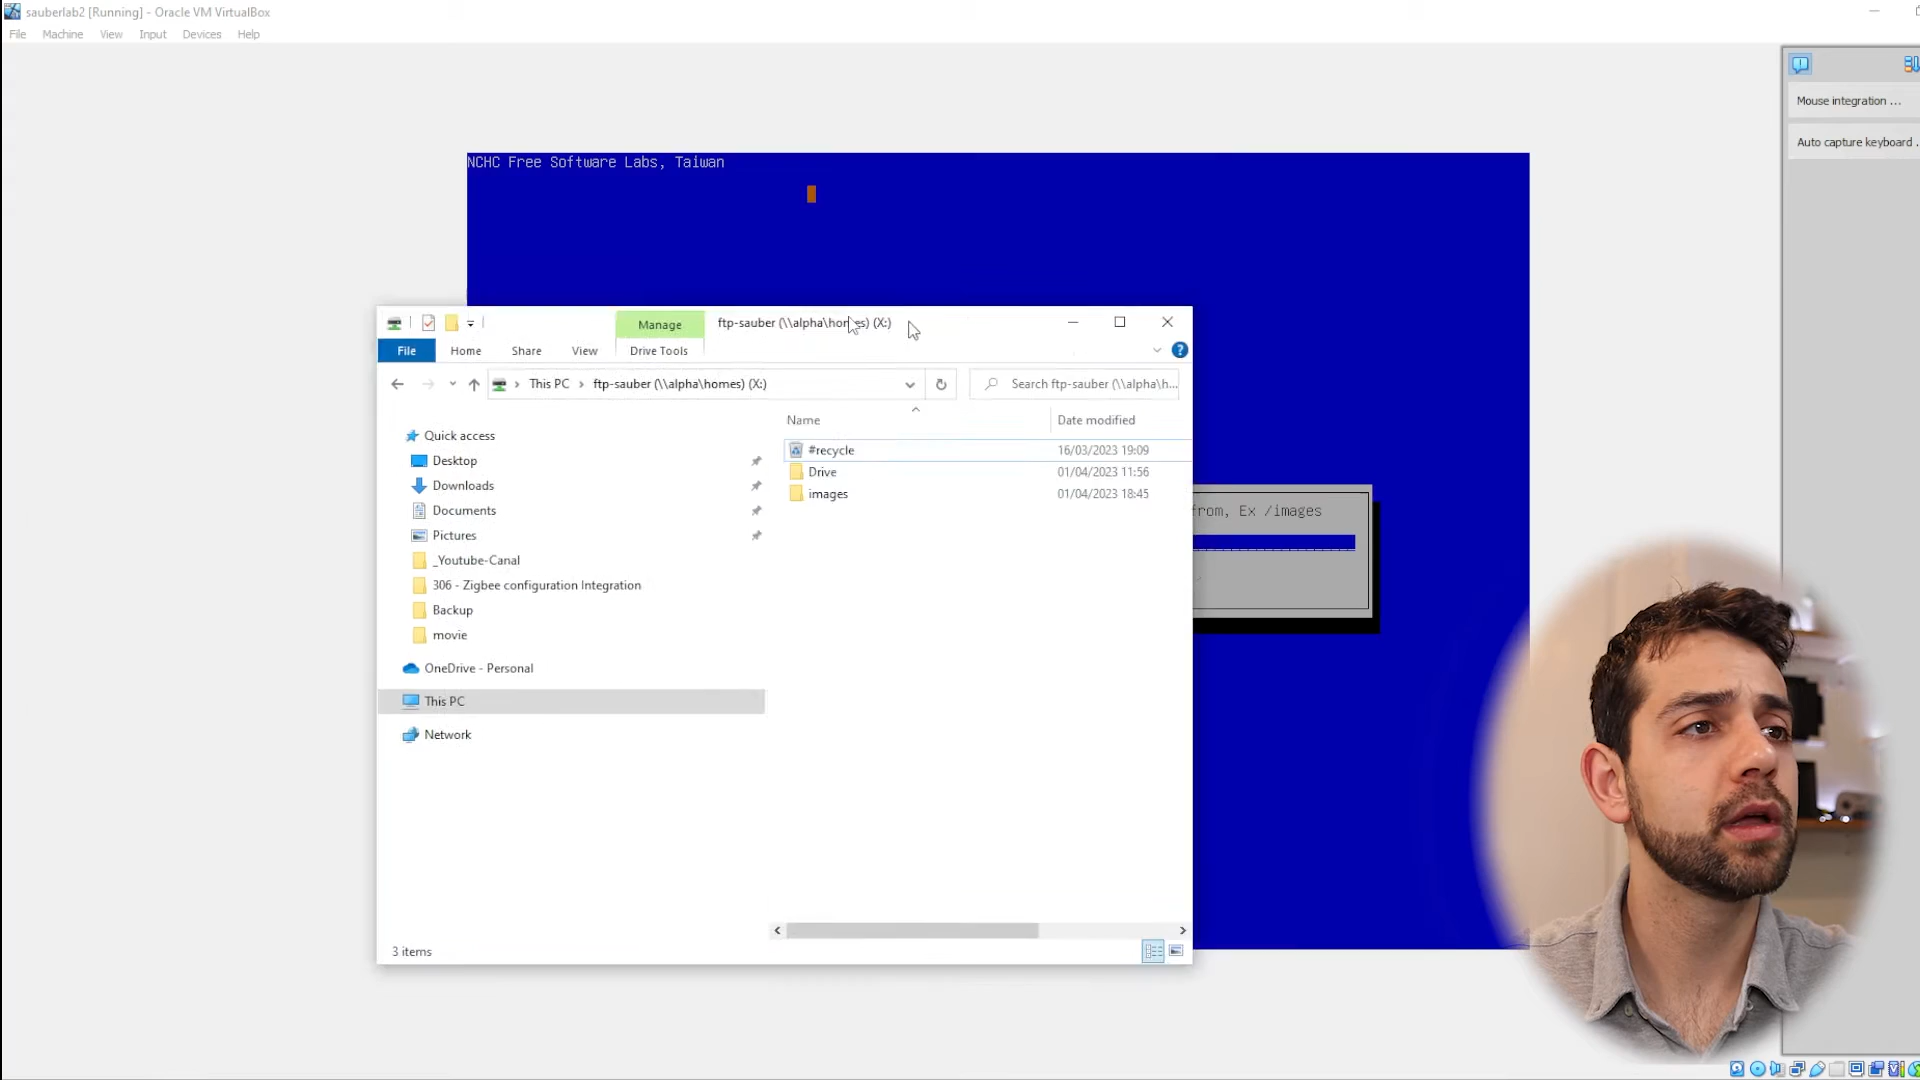 sauberlab2 [Running] - Oracle VM VirtualBox
File Machine View Input Devices Help
Mouse integration ...
Auto capture keyboard .
NCHC Free Software Labs, Taiwan
Manage
ftp-sauber (\\alpha\homes) (X:)
File Home Share View Drive Tools
This PC > ftp-sauber (\\alpha\homes) (X:)
Search ftp-sauber (\\alpha\h...
Name Date modified
Quick access
Desktop
Downloads
Documents
Pictures
_Youtube-Canal
306 - Zigbee configuration Integration
Backup
movie
OneDrive - Personal
This PC
Network
#recycle 16/03/2023 19:09
Drive 01/04/2023 11:56
images 01/04/2023 18:45
from, Ex /images
3 items